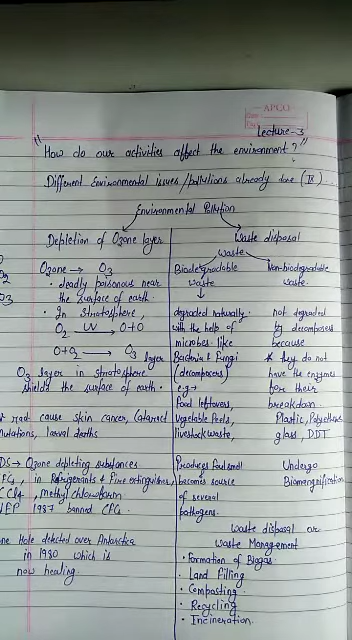 APCO
Lecture-3
"How do our activities affect the environment?"
Different Environmental issues/pollutions already done (IX)
Environmental Pollution
Depletion of Ozone layer
Ozone → O3
• deadly poisonous near
the surface of earth.
• In stratosphere,
O2 UV → O+O
O+O2 → O3 layer
O3 layer in stratosphere
shields the surface of earth.
cause skin cancer, Cataract
mutations, larval deaths
ODS → Ozone depleting substances
CFCs, in Refrigerants & Fire extinguishers,
CCl4, methyl chloroform
UNEP 1987 banned CFC.
Ozone Hole detected over Antarctica
in 1980 which is
now healing.
Waste disposal
waste
Biodegradable
waste
↓
degraded naturally
with the help of
microbes like
Bacteria & Fungi
(decomposers)
e.g→
Food leftovers
vegetable Peels,
livestock waste,
Produces foul smell
becomes source
of several
pathogens.
Non-biodegradable
waste.
not degraded
by decomposers
because
* they do not
have the enzymes
for their
breakdown.
Plastic, Polythene
glass, DDT
Undergo
Biomagnification
Waste disposal or
Waste Management
• Formation of Biogas
• Land Filling
• Composting
• Recycling
• Incineration.